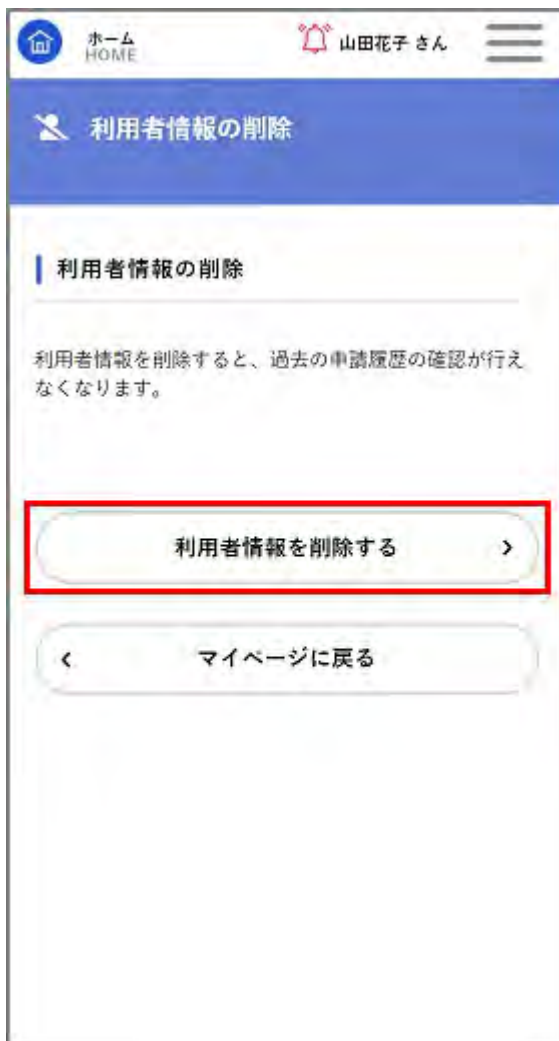 ホーム
HOME
山田花子 さん
利用者情報の削除
利用者情報の削除
利用者情報を削除すると、過去の申請履歴の確認が行え
なくなります。
利用者情報を削除する
マイページに戻る